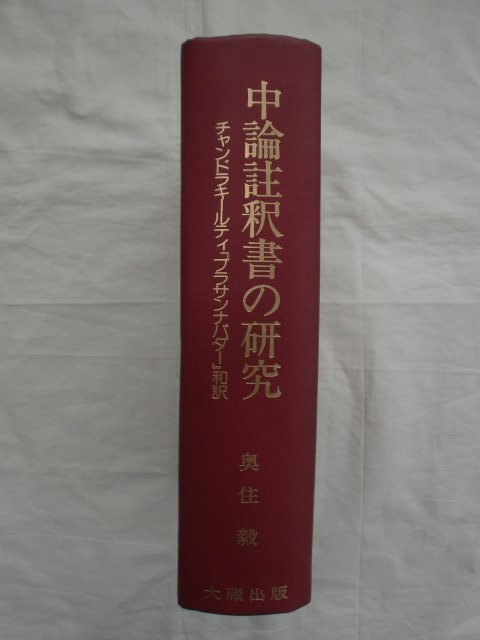 中論註釈書の研究
チャンドラキールティ『プラサンナパダー』和訳
奥住毅
大蔵出版